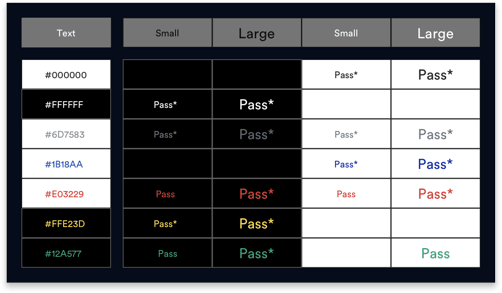 Text Small Large Small Large
#000000 Pass* Pass*
#FFFFFF Pass* Pass*
#6D7583 Pass* Pass* Pass* Pass*
#1B18AA Pass* Pass*
#E03229 Pass Pass* Pass Pass*
#FFE23D Pass* Pass*
#12A577 Pass Pass* Pass